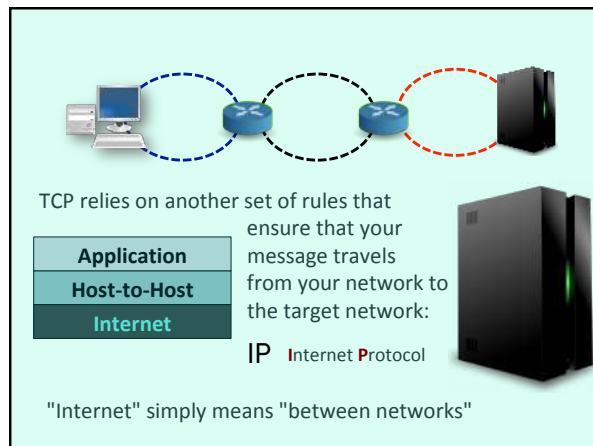 TCP relies on another set of rules that
ensure that your
message travels
from your network to
the target network:
Application
Host-to-Host
Internet
IP Internet Protocol
"Internet" simply means "between networks"